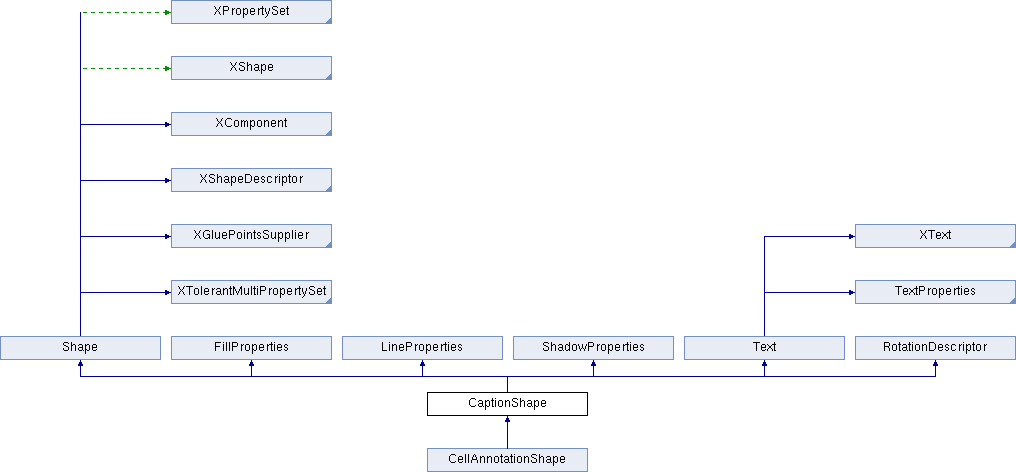 XPropertySet
XShape
XComponent
XShapeDescriptor
XGluePointsSupplier
XText
XTolerantMultiPropertySet
TextProperties
Shape
FillProperties
LineProperties
ShadowProperties
Text
RotationDescriptor
CaptionShape
CellAnnotationShape